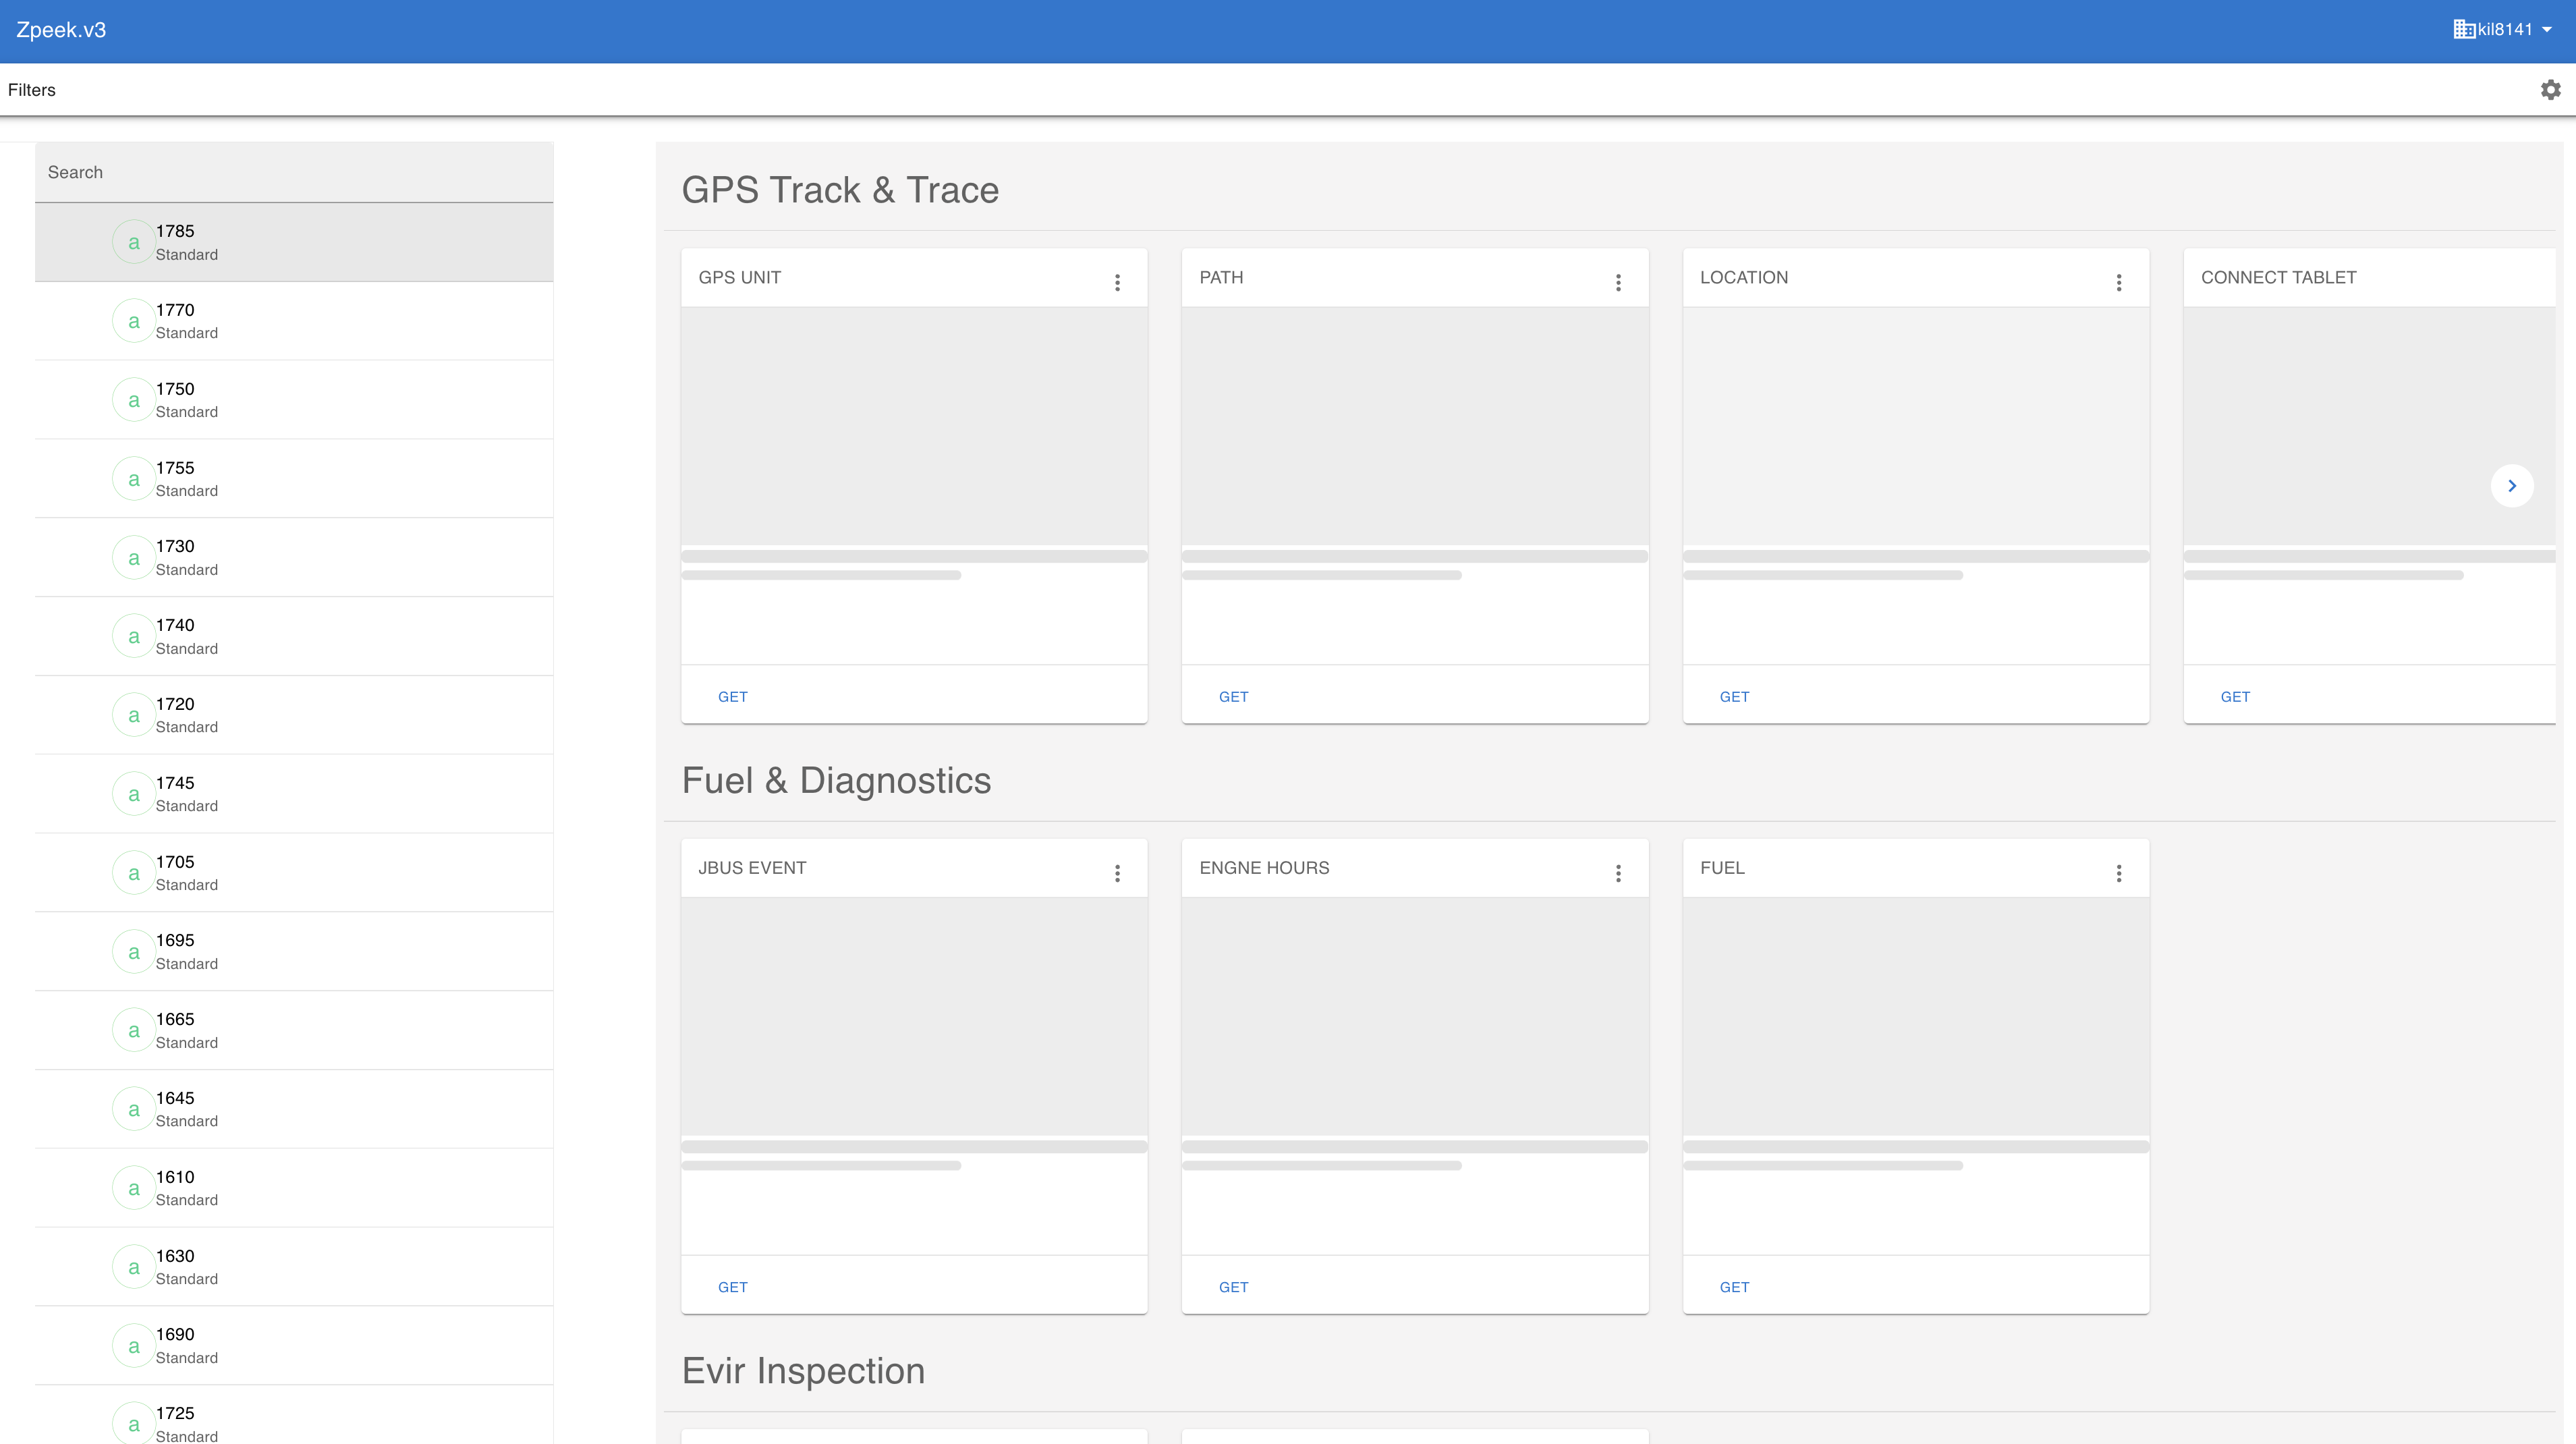 Zpeek.v3
kil8141
Filters
Search
a
1785
Standard
a
1770
Standard
a
1750
Standard
a
1755
Standard
a
1730
Standard
a
1740
Standard
a
1720
Standard
a
1745
Standard
a
1705
Standard
a
1695
Standard
a
1665
Standard
a
1645
Standard
a
1610
Standard
a
1630
Standard
a
1690
Standard
a
1725
Standard
GPS Track & Trace
GPS UNIT
PATH
LOCATION
CONNECT TABLET
GET
GET
GET
GET
Fuel & Diagnostics
JBUS EVENT
ENGNE HOURS
FUEL
GET
GET
GET
Evir Inspection